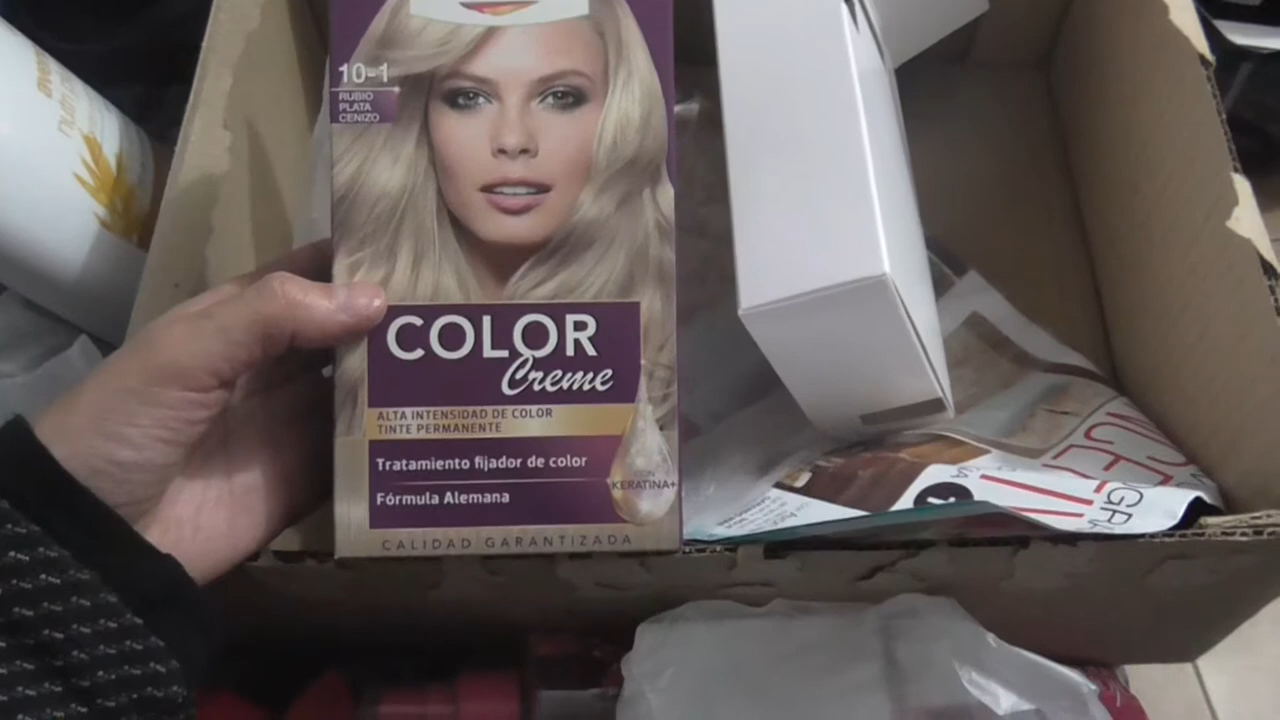 10-1
RUBIO
PLATA
CENIZO
COLOR
Creme
ALTA INTENSIDAD DE COLOR
TINTE PERMANENTE
Tratamiento fijador de color
Fórmula Alemana
CON
KERATINA+
CALIDAD GARANTIZADA